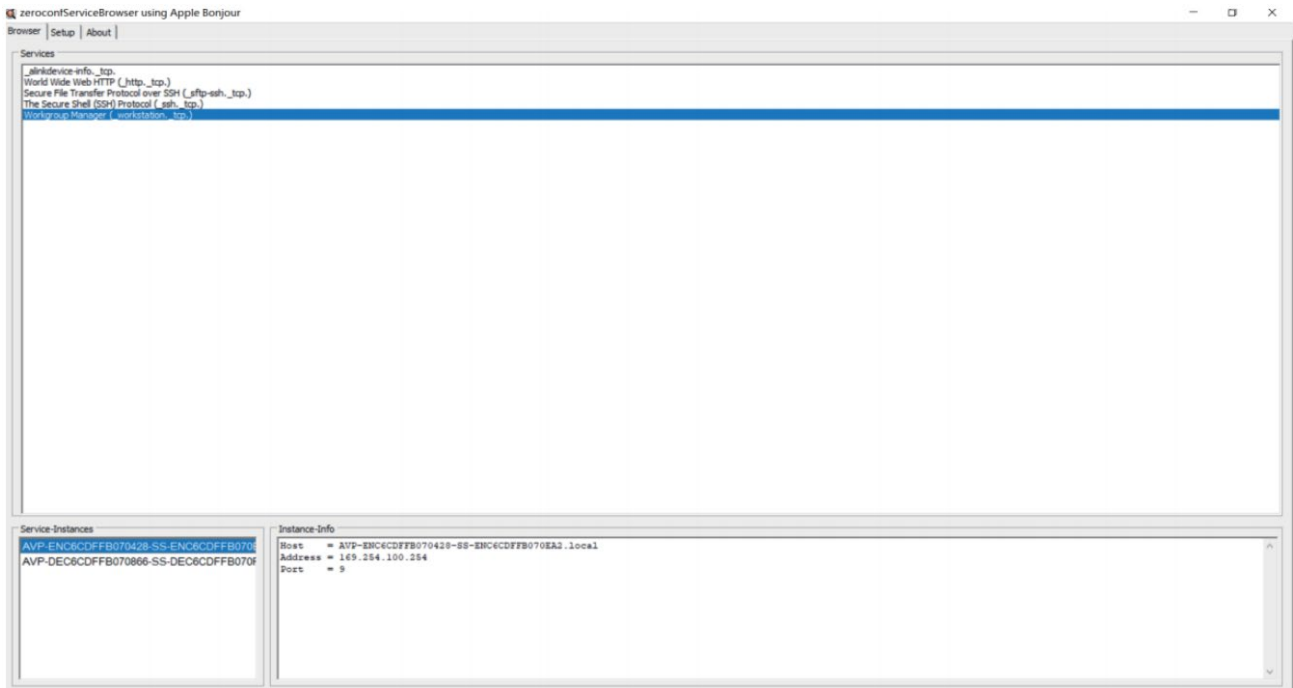 zeroconfServiceBrowser using Apple Bonjour
Browser Setup About
Services
_alinkdevice-info._tcp.
World Wide Web HTTP (_http._tcp.)
Secure File Transfer Protocol over SSH (_sftp-ssh._tcp.)
The Secure Shell (SSH) Protocol (_ssh._tcp.)
Workgroup Manager (_workstation._tcp.)
Service-Instances
AVP-ENC6CDFFB070428-SS-ENC6CDFFB070E
AVP-DEC6CDFFB070866-SS-DEC6CDFFB070F
Instance-Info
Host = AVP-ENC6CDFFB070428-SS-ENC6CDFFB070EA2.local
Address = 169.254.100.254
Port = 9